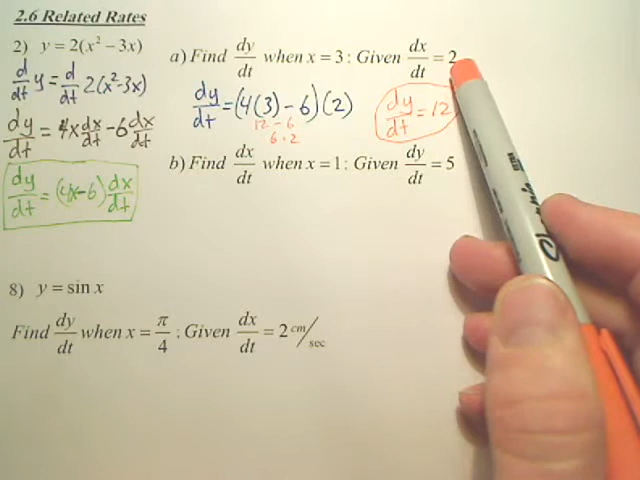 2.6 Related Rates
2) y = 2(x² − 3x)
d/dt y = d/dt 2(x² − 3x)
dy/dt = 4x dx/dt − 6 dx/dt
dy/dt = (4x − 6) dx/dt
a) Find dy/dt when x = 3 : Given dx/dt = 2
dy/dt = (4(3) − 6)(2)
12 − 6
6 · 2
dy/dt = 12
b) Find dx/dt when x = 1 : Given dy/dt = 5
8) y = sin x
Find dy/dt when x = π/4 ; Given dx/dt = 2 cm/sec
Sharpie